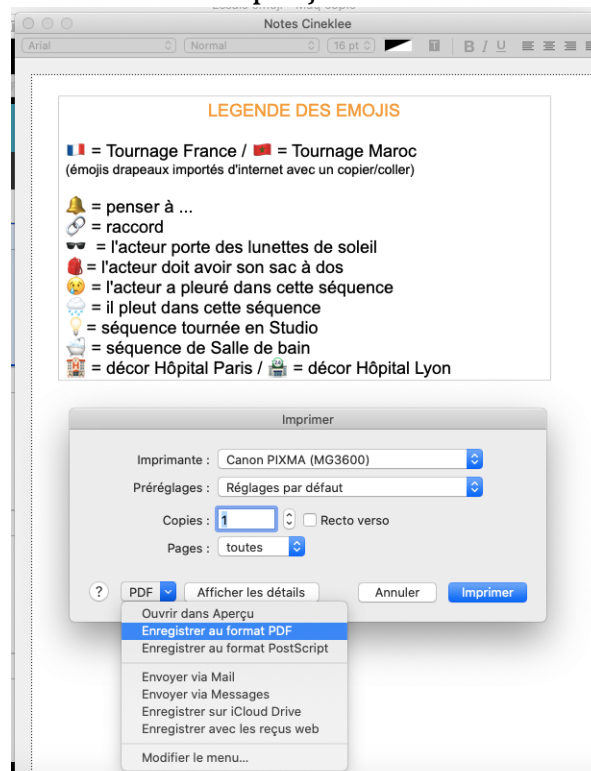 Notes Cineklee
Arial Normal 16 pt B I U
LEGENDE DES EMOJIS
🇫🇷 = Tournage France / 🇲🇦 = Tournage Maroc
(émojis drapeaux importés d'internet avec un copier/coller)
🔔 = penser à ...
🔗 = raccord
🕶 = l'acteur porte des lunettes de soleil
🎒 = l'acteur doit avoir son sac à dos
😢 = l'acteur a pleuré dans cette séquence
🌧 = il pleut dans cette séquence
💡 = séquence tournée en Studio
🛁 = séquence de Salle de bain
🏩 = décor Hôpital Paris / 🏥 = décor Hôpital Lyon
Imprimer
Imprimante : Canon PIXMA (MG3600)
Préréglages : Réglages par défaut
Copies : 1 Recto verso
Pages : toutes
? PDF Afficher les détails Annuler Imprimer
Ouvrir dans Aperçu
Enregistrer au format PDF
Enregistrer au format PostScript
Envoyer via Mail
Envoyer via Messages
Enregistrer sur iCloud Drive
Enregistrer avec les reçus web
Modifier le menu...